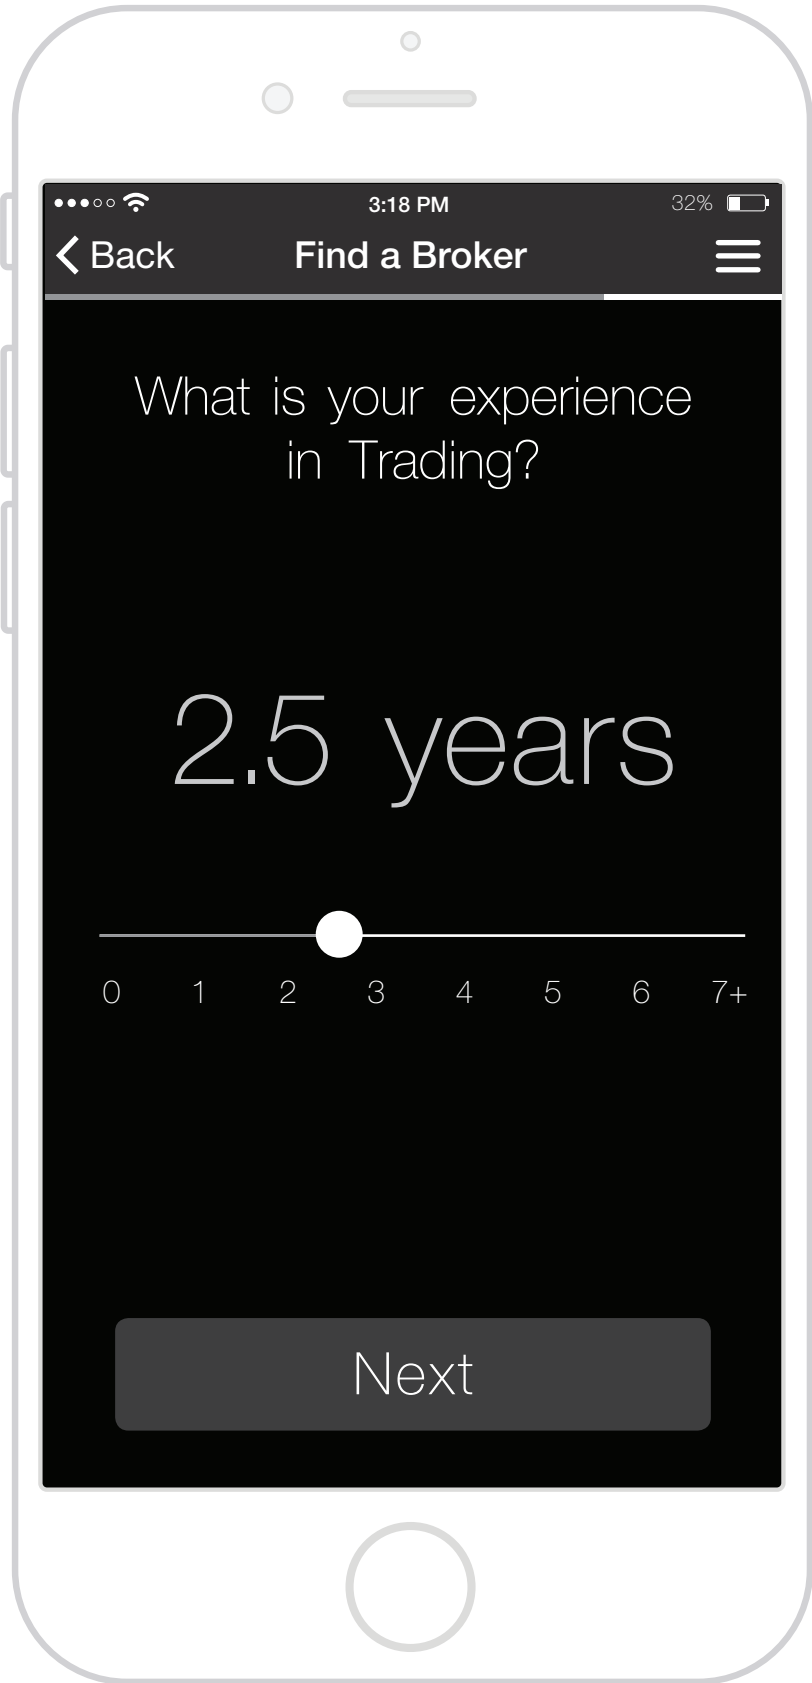 3:18 PM 32%
Back Find a Broker
What is your experience
in Trading?
2.5 years
0 1 2 3 4 5 6 7+
Next